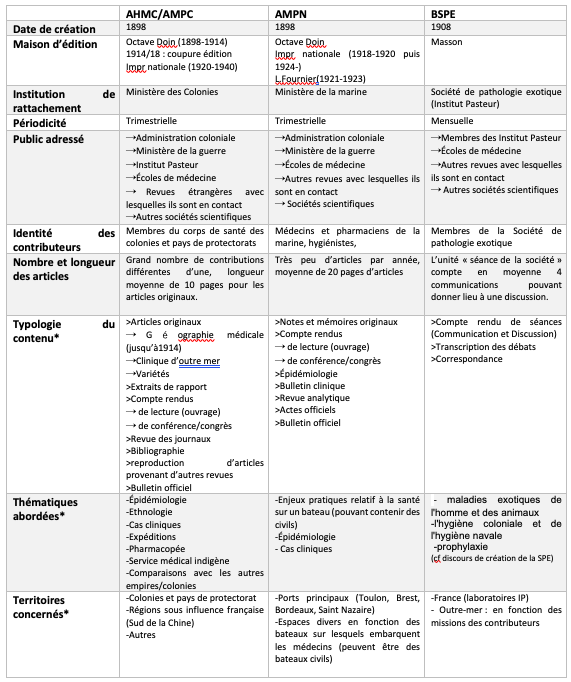 AHMC/AMPC
AMPN
BSPE
Date de création
1898
1898
1908
Maison d'édition
Octave Doin (1898-1914)
1914/18 : coupure édition
Impr nationale (1920-1940)
Octave Doin
Impr nationale (1918-1920 puis
1924-)
L.Fournier(1921-1923)
Masson
Institution de
rattachement
Ministère des Colonies
Ministère de la marine
Société de pathologie exotique
(Institut Pasteur)
Périodicité
Trimestrielle
Trimestrielle
Mensuelle
Public adressé
→Administration coloniale
→Ministère de la guerre
→Institut Pasteur
→Écoles de médecine
→ Revues étrangères avec
lesquelles ils sont en contact
→Autres sociétés scientifiques
→Administration coloniale
→Ministère de la guerre
→Écoles de médecine
→Autres revues avec lesquelles ils
sont en contact
→ Sociétés scientifiques
→Membres des Institut Pasteur
→Écoles de médecine
→Autres revues avec lesquelles
ils sont en contact
→ Autres sociétés scientifiques
Identité des
contributeurs
Membres du corps de santé des
colonies et pays de protectorats
Médecins et pharmaciens de la
marine, hygiénistes,
Membres de la Société de
pathologie exotique
Nombre et longueur
des articles
Grand nombre de contributions
différentes d'une, longueur
moyenne de 10 pages pour les
articles originaux.
Très peu d'articles par année,
moyenne de 20 pages d'articles
L'unité « séance de la société »
compte en moyenne 4
communications pouvant
donner lieu à une discussion.
Typologie du
contenu*
>Articles originaux
→ G é ographie médicale
(jusqu'à1914)
→Clinique d'outre mer
→Variétés
>Extraits de rapport
>Compte rendus
→ de lecture (ouvrage)
→ de conférence/congrès
>Revue des journaux
>Bibliographie
>reproduction d'articles
provenant d'autres revues
>Bulletin officiel
>Notes et mémoires originaux
>Compte rendu
→ de lecture (ouvrage)
→ de conférence/congrès
>Épidémiologie
>Bulletin clinique
>Revue analytique
>Actes officiels
>Bulletin officiel
>Compte rendu de séances
(Communication et Discussion)
>Transcription des débats
>Correspondance
Thématiques
abordées*
-Épidémiologie
-Ethnologie
-Cas cliniques
-Expéditions
-Pharmacopée
-Service médical indigène
-Comparaisons avec les autres
empires/colonies
-Enjeux pratiques relatif à la santé
sur un bateau (pouvant contenir des
civils)
-Épidémiologie
- Cas cliniques
- maladies exotiques de
l'homme et des animaux
-l'hygiène coloniale et de
l'hygiène navale
-prophylaxie
(cf discours de création de la SPE)
Territoires
concernés*
-Colonies et pays de protectorat
-Régions sous influence française
(Sud de la Chine)
-Autres
-Ports principaux (Toulon, Brest,
Bordeaux, Saint Nazaire)
-Espaces divers en fonction des
bateaux sur lesquels embarquent
les médecins (peuvent être des
bateaux civils)
-France (laboratoires IP)
- Outre-mer : en fonction des
missions des contributeurs